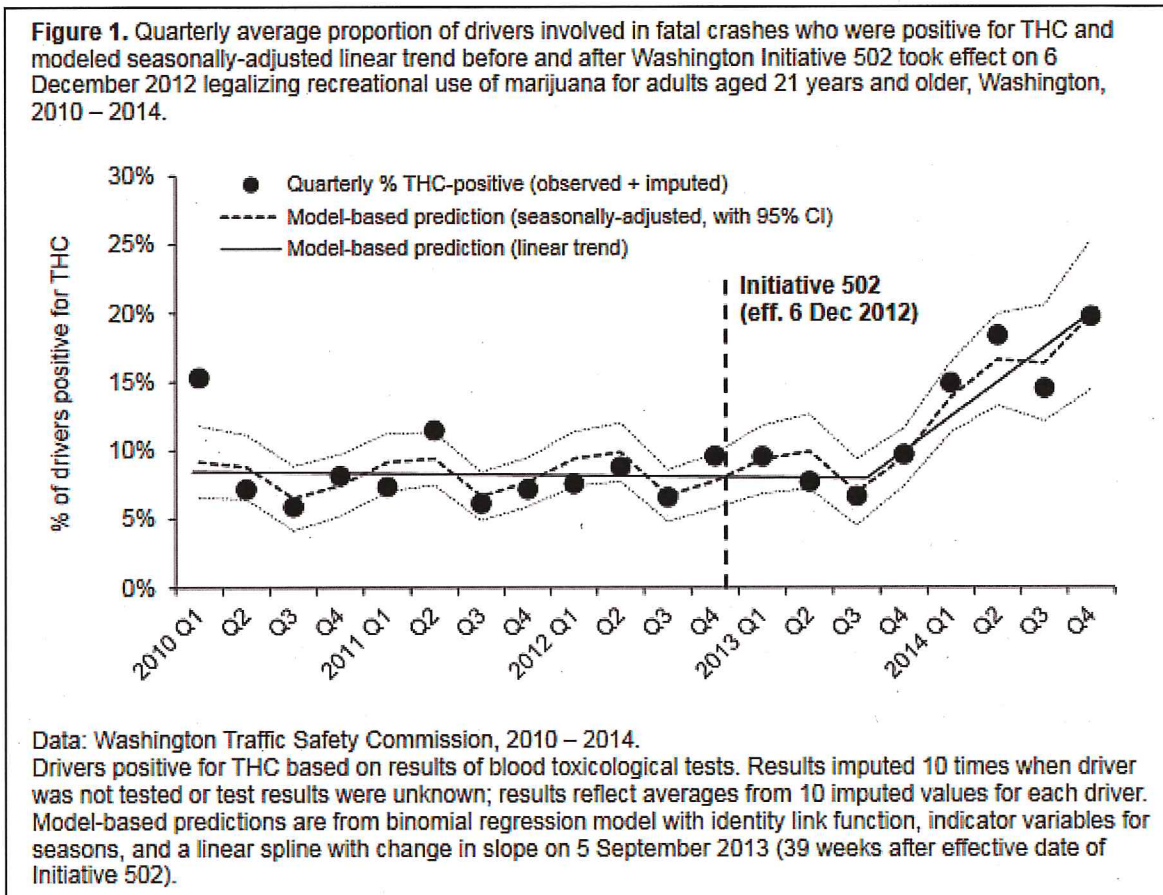 Figure 1. Quarterly average proportion of drivers involved in fatal crashes who were positive for THC and
modeled seasonally-adjusted linear trend before and after Washington Initiative 502 took effect on 6
December 2012 legalizing recreational use of marijuana for adults aged 21 years and older, Washington,
2010 – 2014.
30%
25%
20%
15%
10%
5%
0%
% of drivers positive for THC
Quarterly % THC-positive (observed + imputed)
Model-based prediction (seasonally-adjusted, with 95% CI)
Model-based prediction (linear trend)
Initiative 502
(eff. 6 Dec 2012)
2010 Q1
Q2
Q3
Q4
2011 Q1
Q2
Q3
Q4
2012 Q1
Q2
Q3
Q4
2013 Q1
Q2
Q3
Q4
2014 Q1
Q2
Q3
Q4
Data: Washington Traffic Safety Commission, 2010 – 2014.
Drivers positive for THC based on results of blood toxicological tests. Results imputed 10 times when driver
was not tested or test results were unknown; results reflect averages from 10 imputed values for each driver.
Model-based predictions are from binomial regression model with identity link function, indicator variables for
seasons, and a linear spline with change in slope on 5 September 2013 (39 weeks after effective date of
Initiative 502).